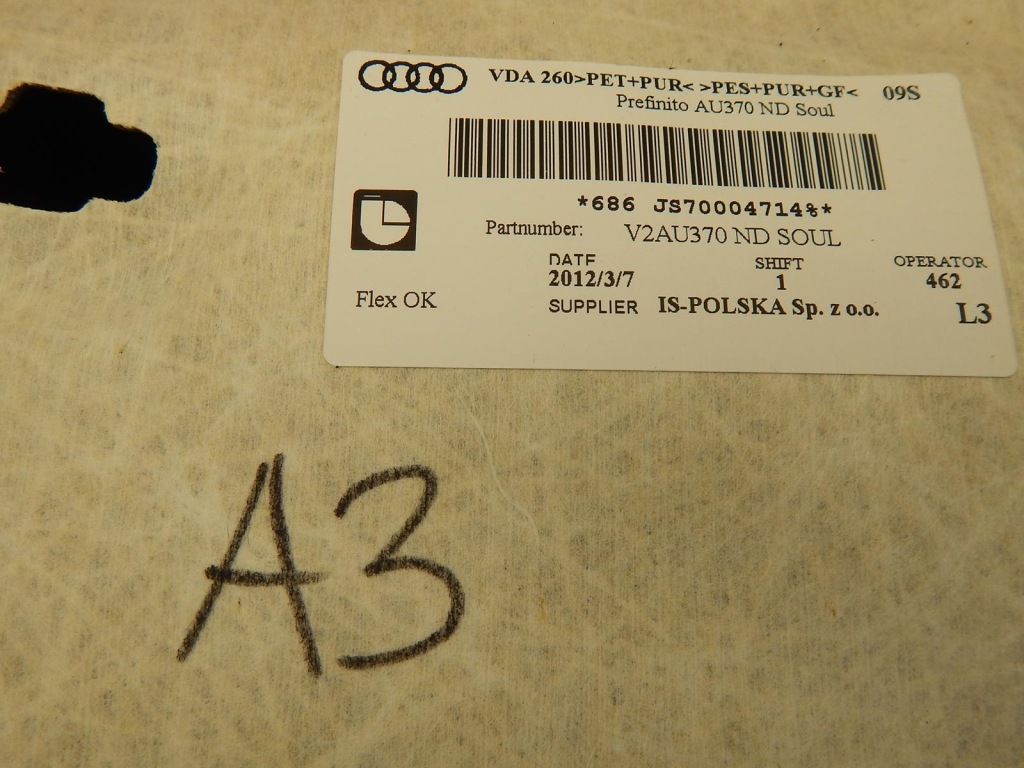 VDA 260>PET+PUR< >PES+PUR+GF< 09S
Prefinito AU370 ND Soul
*686 JS70004714%*
Partnumber: V2AU370 ND SOUL
DATE SHIFT OPERATOR
2012/3/7 1 462
Flex OK SUPPLIER IS-POLSKA Sp. z o.o. L3
A3